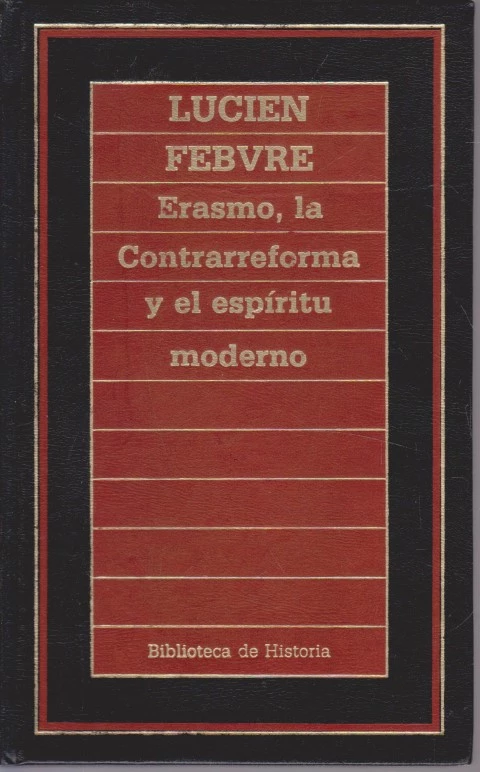 LUCIEN
FEBVRE
Erasmo, la
Contrarreforma
y el espíritu
moderno
Biblioteca de Historia